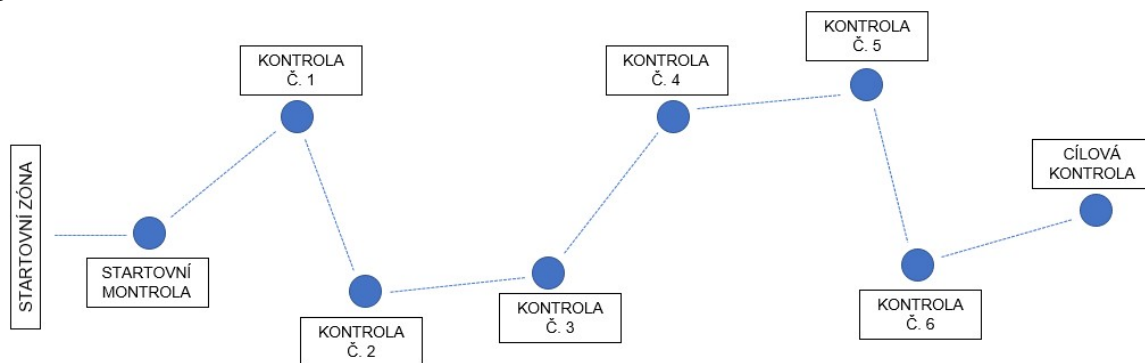 STARTOVNÍ ZÓNA
STARTOVNÍ
MONTROLA
KONTROLA
Č. 1
KONTROLA
Č. 2
KONTROLA
Č. 3
KONTROLA
Č. 4
KONTROLA
Č. 5
KONTROLA
Č. 6
CÍLOVÁ
KONTROLA